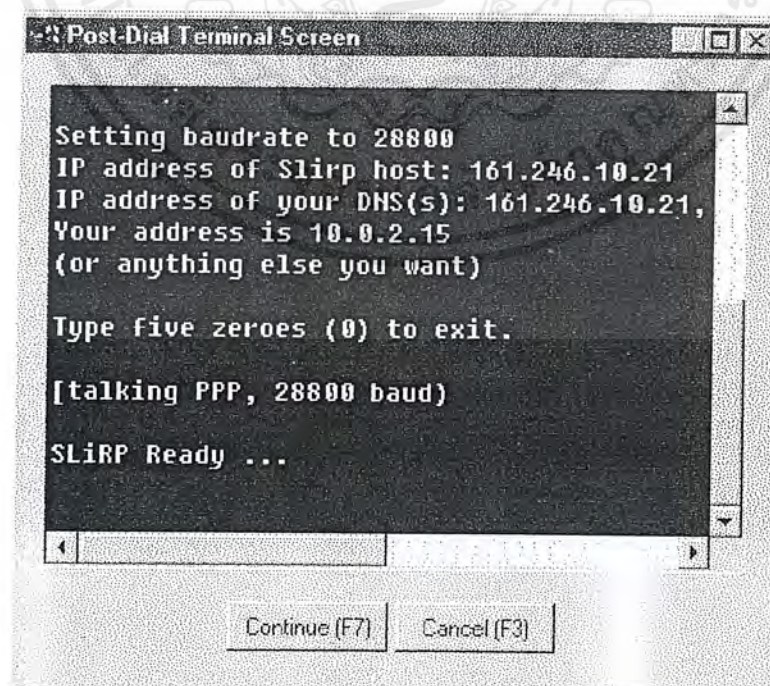 Post-Dial Terminal Screen
Setting baudrate to 28800
IP address of Slirp host: 161.246.10.21
IP address of your DNS(s): 161.246.10.21,
Your address is 10.0.2.15
(or anything else you want)
Type five zeroes (0) to exit.
[talking PPP, 28800 baud)
SLiRP Ready ...
Continue (F7) Cancel (F3)